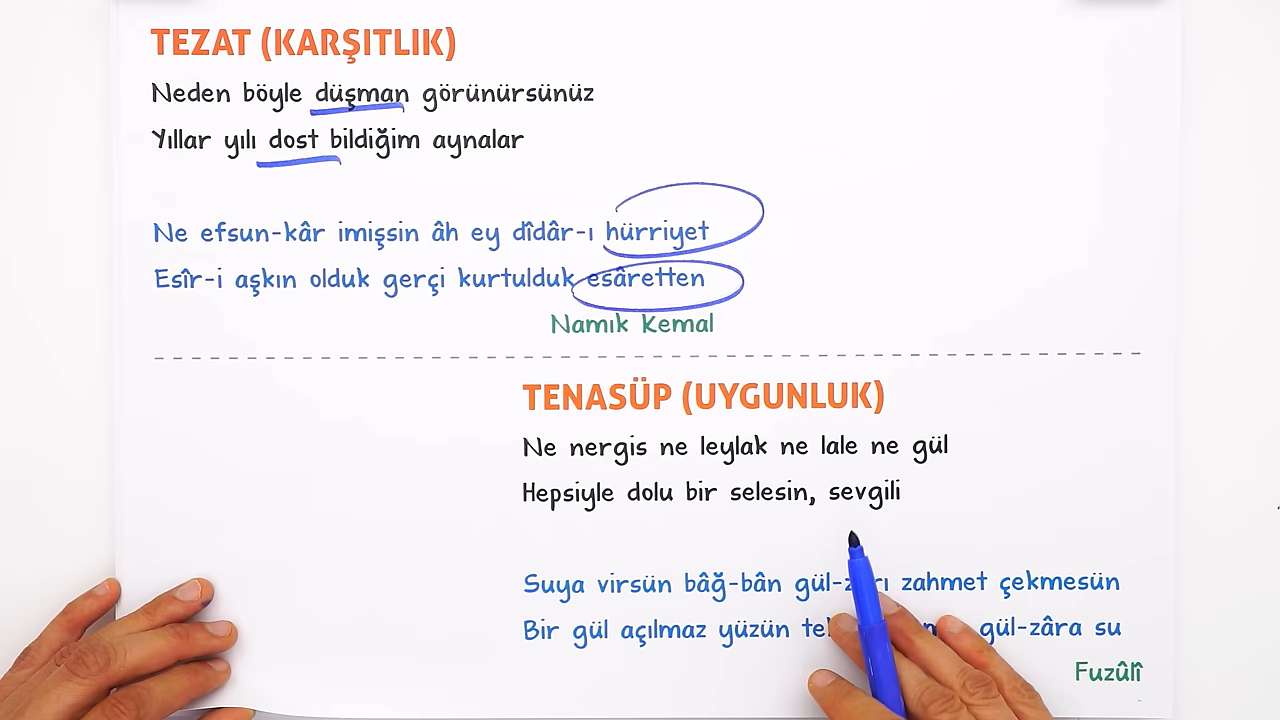 TEZAT (KARŞITLIK)
Neden böyle düşman görünürsünüz
Yıllar yılı dost bildiğim aynalar
Ne efsun-kâr imişsin âh ey dîdâr-ı hürriyet
Esîr-i aşkın olduk gerçi kurtulduk esâretten
Namık Kemal
TENASÜP (UYGUNLUK)
Ne nergis ne leylak ne lale ne gül
Hepsiyle dolu bir selesin, sevgili
Suya virsün bâğ-bân zahmet çekmesün
Bir gül açılmaz yüzün gül-zâra su
Fuzûlî